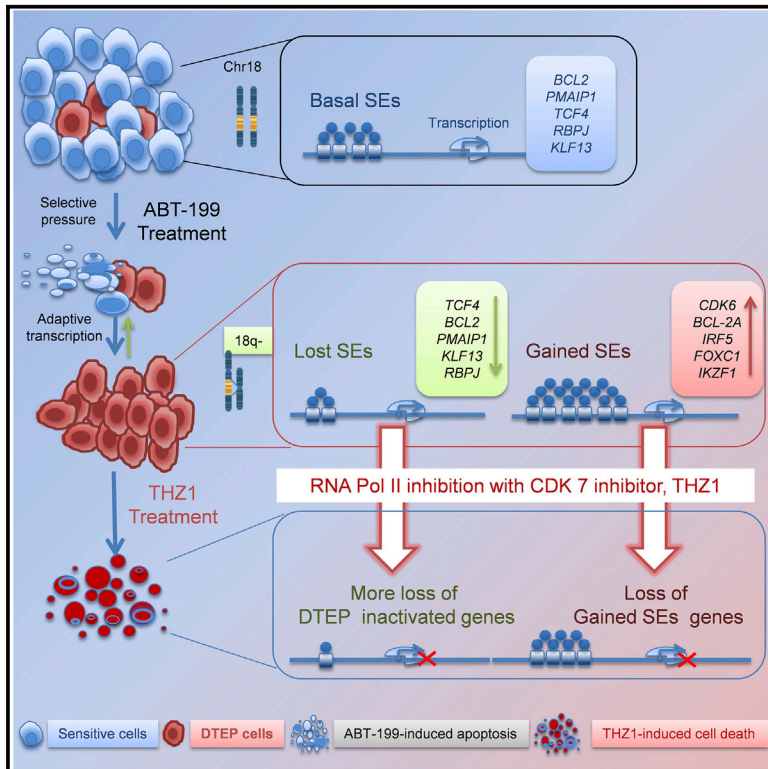 Chr18
Basal SEs
Transcription
BCL2
PMAIP1
TCF4
RBPJ
KLF13
Selective
pressure
ABT-199
Treatment
Adaptive
transcription
18q-
Lost SEs
TCF4
BCL2
PMAIP1
KLF13
RBPJ
Gained SEs
CDK6
BCL-2A
IRF5
FOXC1
IKZF1
RNA Pol II inhibition with CDK 7 inhibitor, THZ1
THZ1
Treatment
More loss of
DTEP inactivated genes
Loss of
Gained SEs genes
Sensitive cells
DTEP cells
ABT-199-induced apoptosis
THZ1-induced cell death